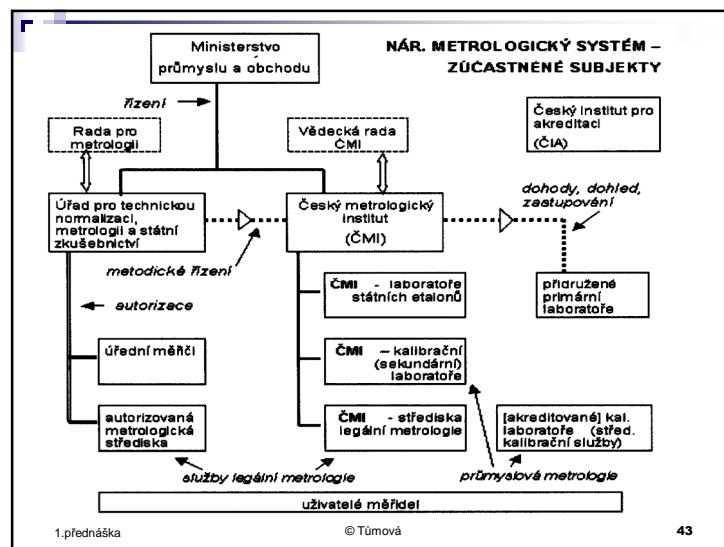 Ministerstvo
průmyslu a obchodu
NÁR. METROLOGICKÝ SYSTÉM –
ZÚČASTNĚNÉ SUBJEKTY
řízení
Český institut pro
akreditaci
(ČIA)
Rada pro
metrologii
Vědecká rada
ČMI
dohody, dohled,
zastupování
Úřad pro technickou
normalizaci,
metrologii a státní
zkušebnictví
Český metrologický
institut
(ČMI)
metodické řízení
autorizace
ČMI - laboratoře
státních etalonů
přidružené
primární
laboratoře
úřední měřiči
ČMI – kalibrační
(sekundární)
laboratoře
autorizovaná
metrologická
střediska
ČMI - střediska
legální metrologie
[akreditované] kal.
laboratoře (střed.
kalibrační služby)
služby legální metrologie
průmyslová metrologie
uživatelé měřidel
1.přednáška
© Tůmová
43